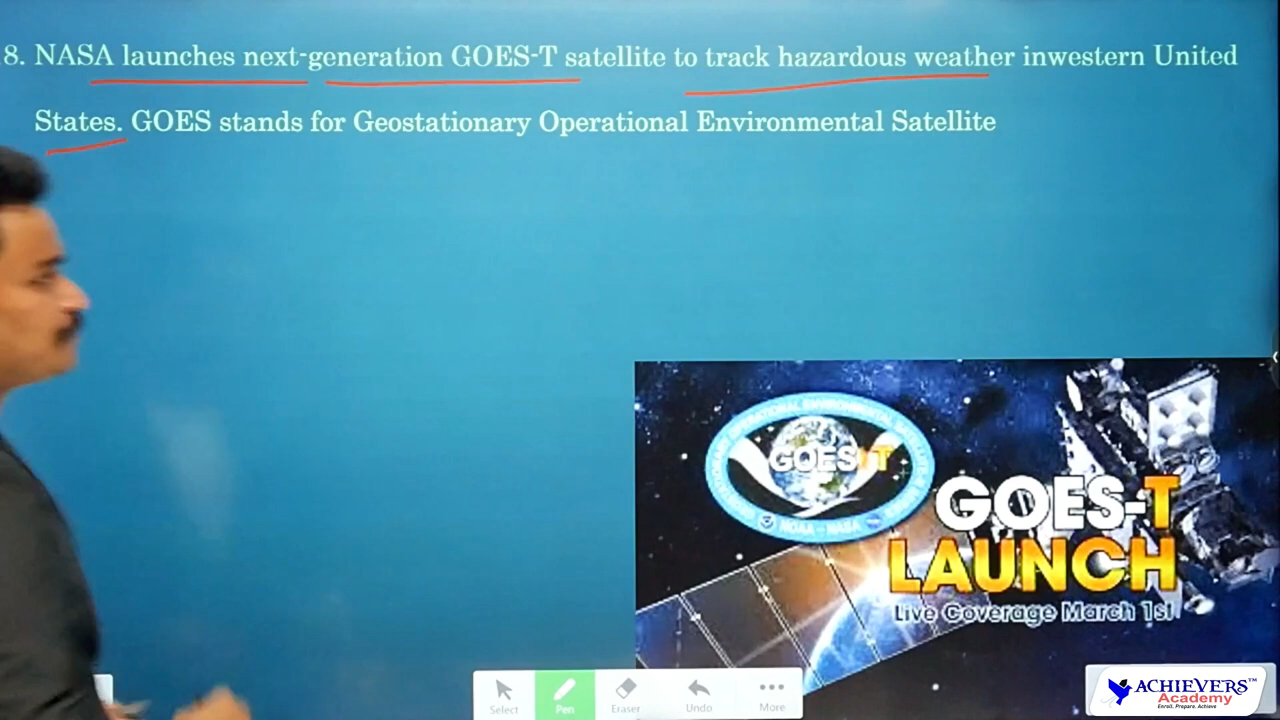 8. NASA launches next-generation GOES-T satellite to track hazardous weather inwestern United
States. GOES stands for Geostationary Operational Environmental Satellite
GOES-T
NOAA - NASA
GOES-T
LAUNCH
Live Coverage March 1st
Select
Pen
Eraser
Undo
More
ACHIEVERS™
Academy
Enroll. Prepare. Achieve